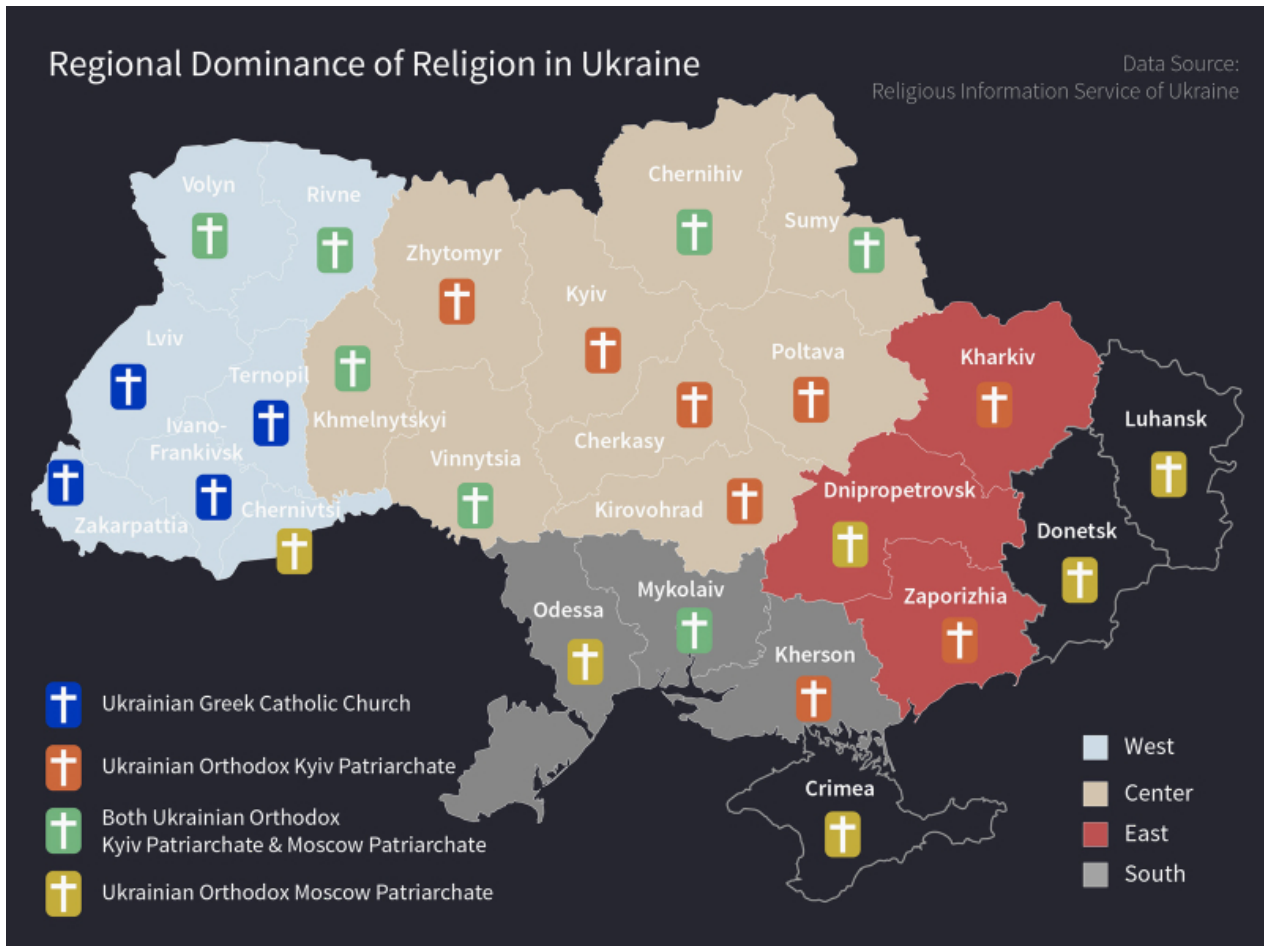 Regional Dominance of Religion in Ukraine
Data Source:
Religious Information Service of Ukraine
Volyn
Rivne
Chernihiv
Sumy
Zhytomyr
Kyiv
Lviv
Ternopil
Poltava
Kharkiv
Ivano-
Frankivsk
Khmelnytskyi
Cherkasy
Luhansk
Vinnytsia
Zakarpattia
Chernivtsi
Kirovohrad
Dnipropetrovsk
Donetsk
Odessa
Mykolaiv
Zaporizhia
Kherson
Crimea
Ukrainian Greek Catholic Church
Ukrainian Orthodox Kyiv Patriarchate
Both Ukrainian Orthodox
Kyiv Patriarchate & Moscow Patriarchate
Ukrainian Orthodox Moscow Patriarchate
West
Center
East
South